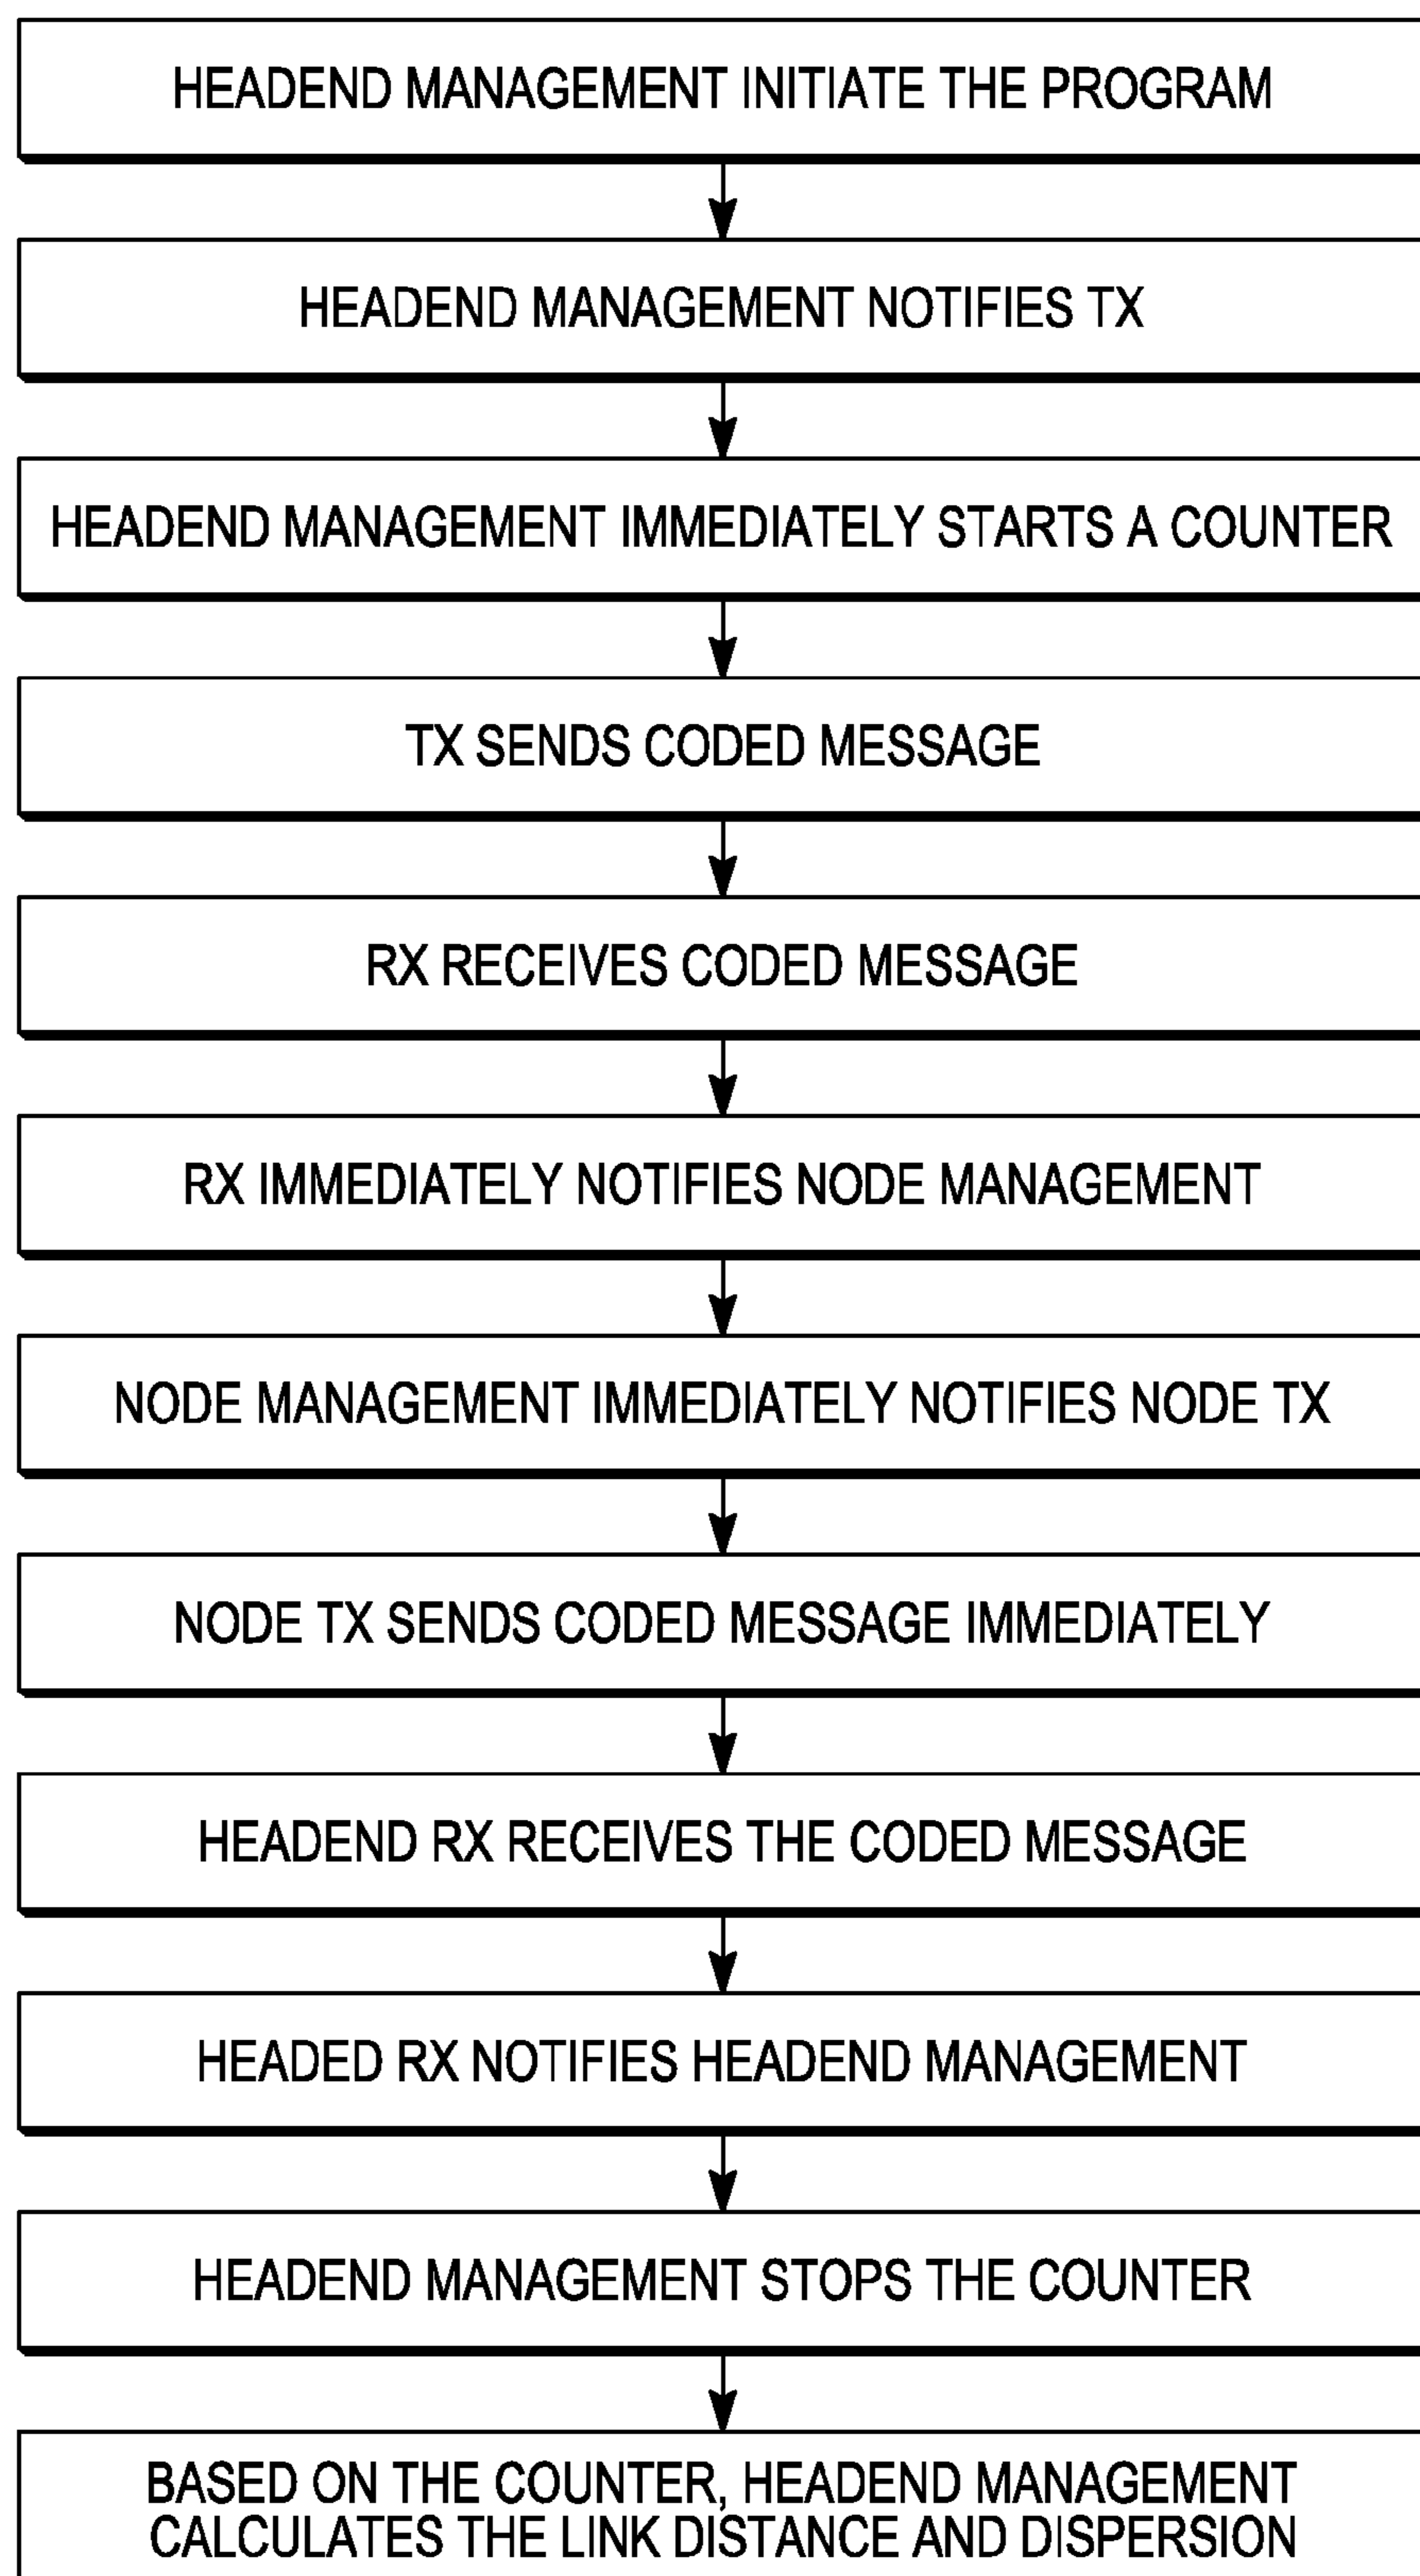 HEADEND MANAGEMENT INITIATE THE PROGRAM
HEADEND MANAGEMENT NOTIFIES TX
HEADEND MANAGEMENT IMMEDIATELY STARTS A COUNTER
TX SENDS CODED MESSAGE
RX RECEIVES CODED MESSAGE
RX IMMEDIATELY NOTIFIES NODE MANAGEMENT
NODE MANAGEMENT IMMEDIATELY NOTIFIES NODE TX
NODE TX SENDS CODED MESSAGE IMMEDIATELY
HEADEND RX RECEIVES THE CODED MESSAGE
HEADED RX NOTIFIES HEADEND MANAGEMENT
HEADEND MANAGEMENT STOPS THE COUNTER
BASED ON THE COUNTER, HEADEND MANAGEMENT
CALCULATES THE LINK DISTANCE AND DISPERSION